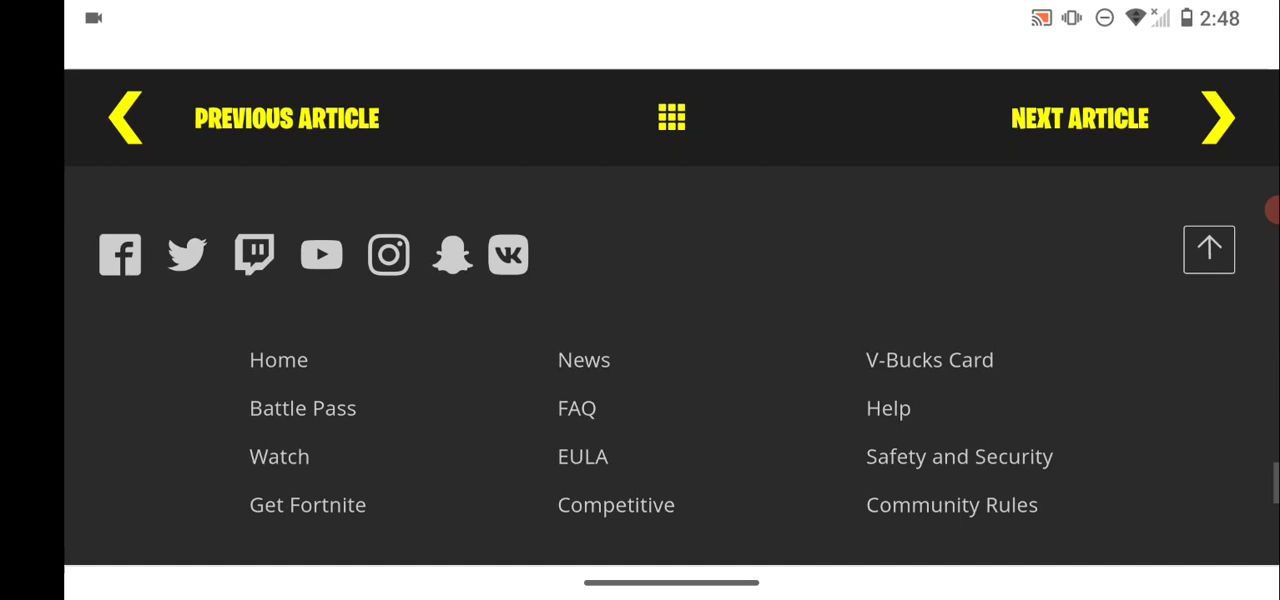 2:48
PREVIOUS ARTICLE
NEXT ARTICLE
Home
News
V-Bucks Card
Battle Pass
FAQ
Help
Watch
EULA
Safety and Security
Get Fortnite
Competitive
Community Rules